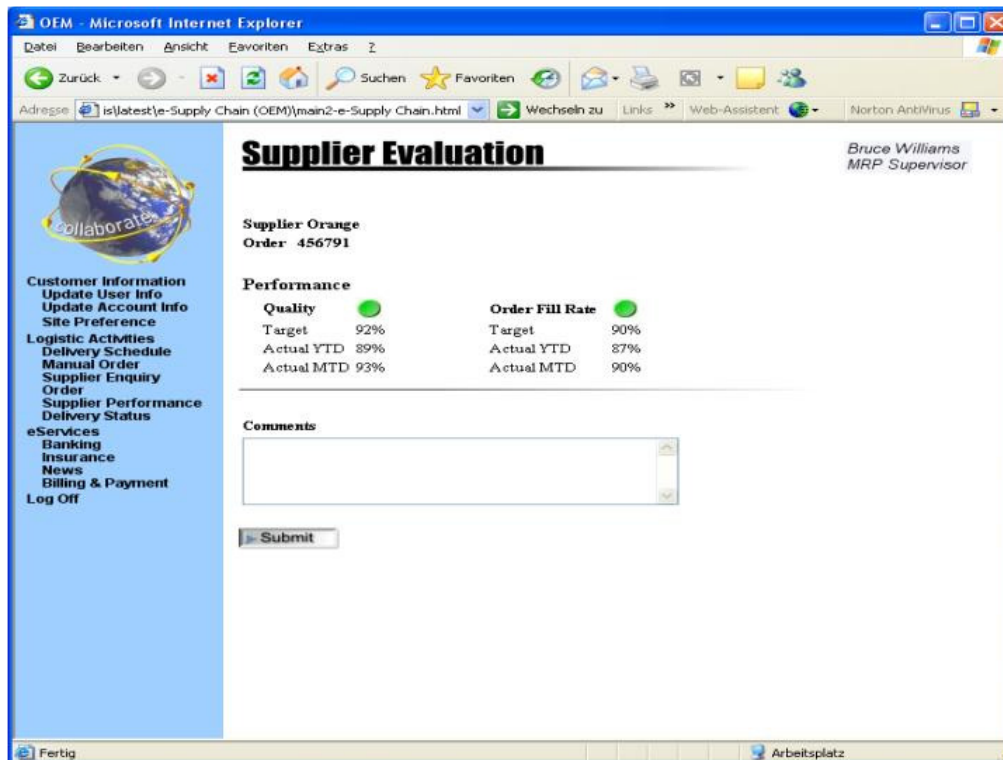 OEM - Microsoft Internet Explorer
Datei Bearbeiten Ansicht Favoriten Extras ?
Zurück Suchen Favoriten
Adresse is\latest\e-Supply Chain (OEM)\main2-e-Supply Chain.html Wechseln zu Links » Web-Assistent Norton AntiVirus
collaborate
Supplier Evaluation
Bruce Williams
MRP Supervisor
Customer Information
Update User Info
Update Account Info
Site Preference
Logistic Activities
Delivery Schedule
Manual Order
Supplier Enquiry
Order
Supplier Performance
Delivery Status
eServices
Banking
Insurance
News
Billing & Payment
Log Off
Supplier Orange
Order 456791
Performance
Quality Order Fill Rate
Target 92% Target 90%
Actual YTD 89% Actual YTD 87%
Actual MTD 93% Actual MTD 90%
Comments
Submit
Fertig Arbeitsplatz